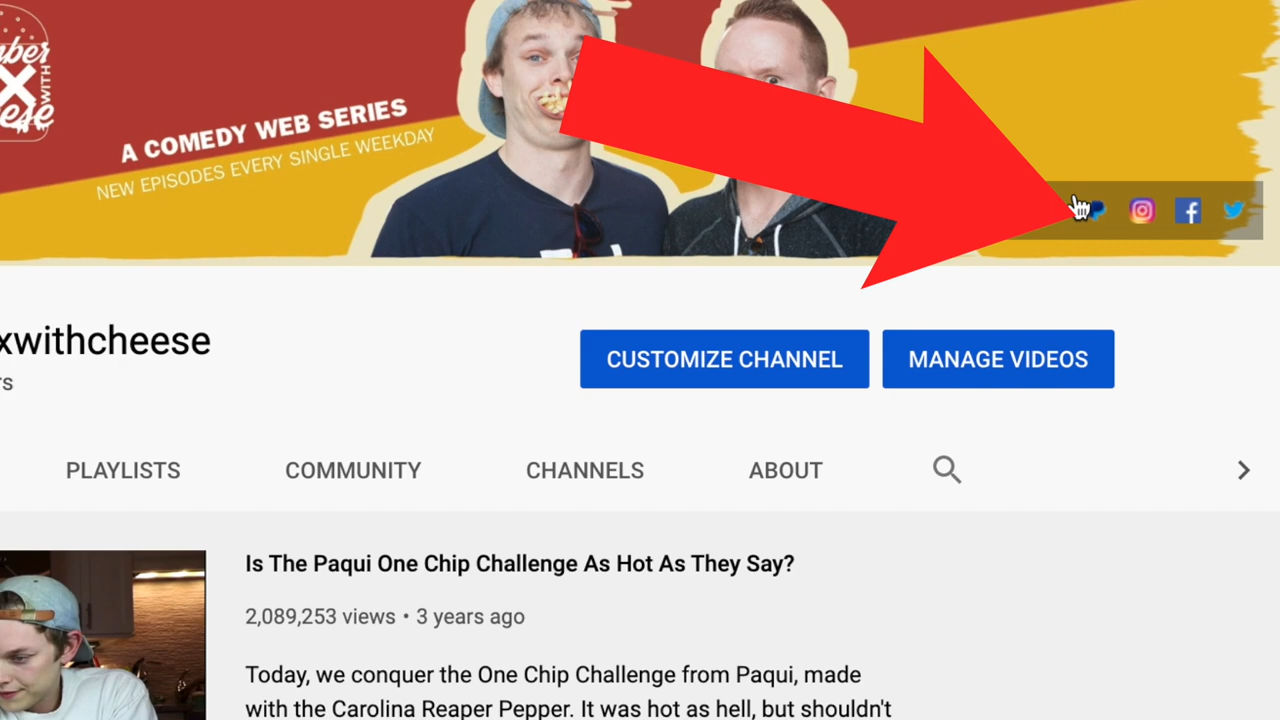 WITH
A COMEDY WEB SERIES
NEW EPISODES EVERY SINGLE WEEKDAY
xwithcheese
rs
CUSTOMIZE CHANNEL
MANAGE VIDEOS
PLAYLISTS
COMMUNITY
CHANNELS
ABOUT
Is The Paqui One Chip Challenge As Hot As They Say?
2,089,253 views • 3 years ago
Today, we conquer the One Chip Challenge from Paqui, made
with the Carolina Reaper Pepper. It was hot as hell, but shouldn't